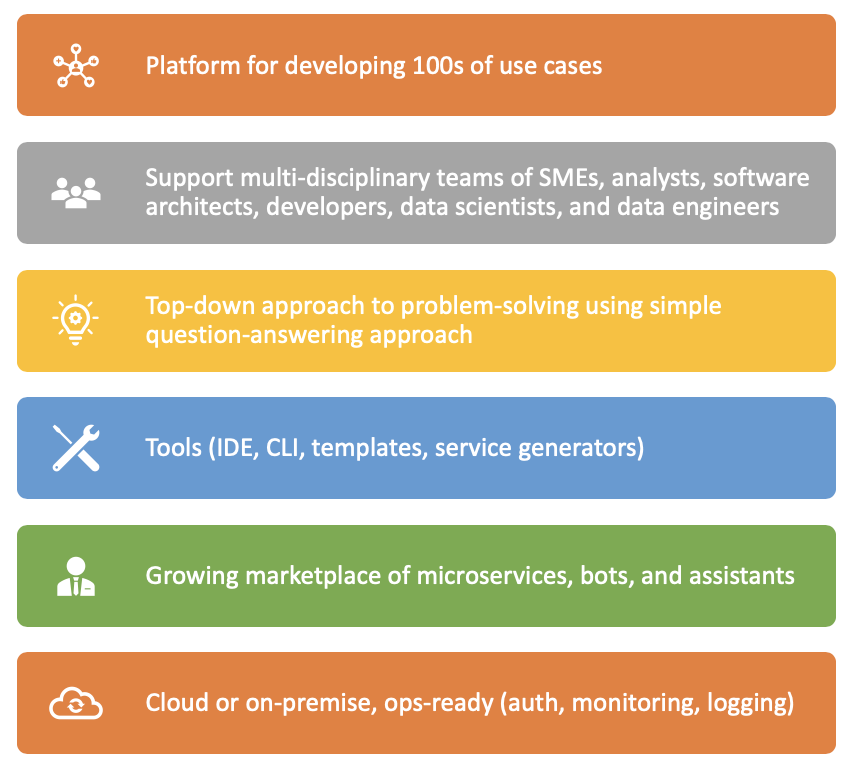 Platform for developing 100s of use cases
Support multi-disciplinary teams of SMEs, analysts, software
architects, developers, data scientists, and data engineers
Top-down approach to problem-solving using simple
question-answering approach
Tools (IDE, CLI, templates, service generators)
Growing marketplace of microservices, bots, and assistants
Cloud or on-premise, ops-ready (auth, monitoring, logging)